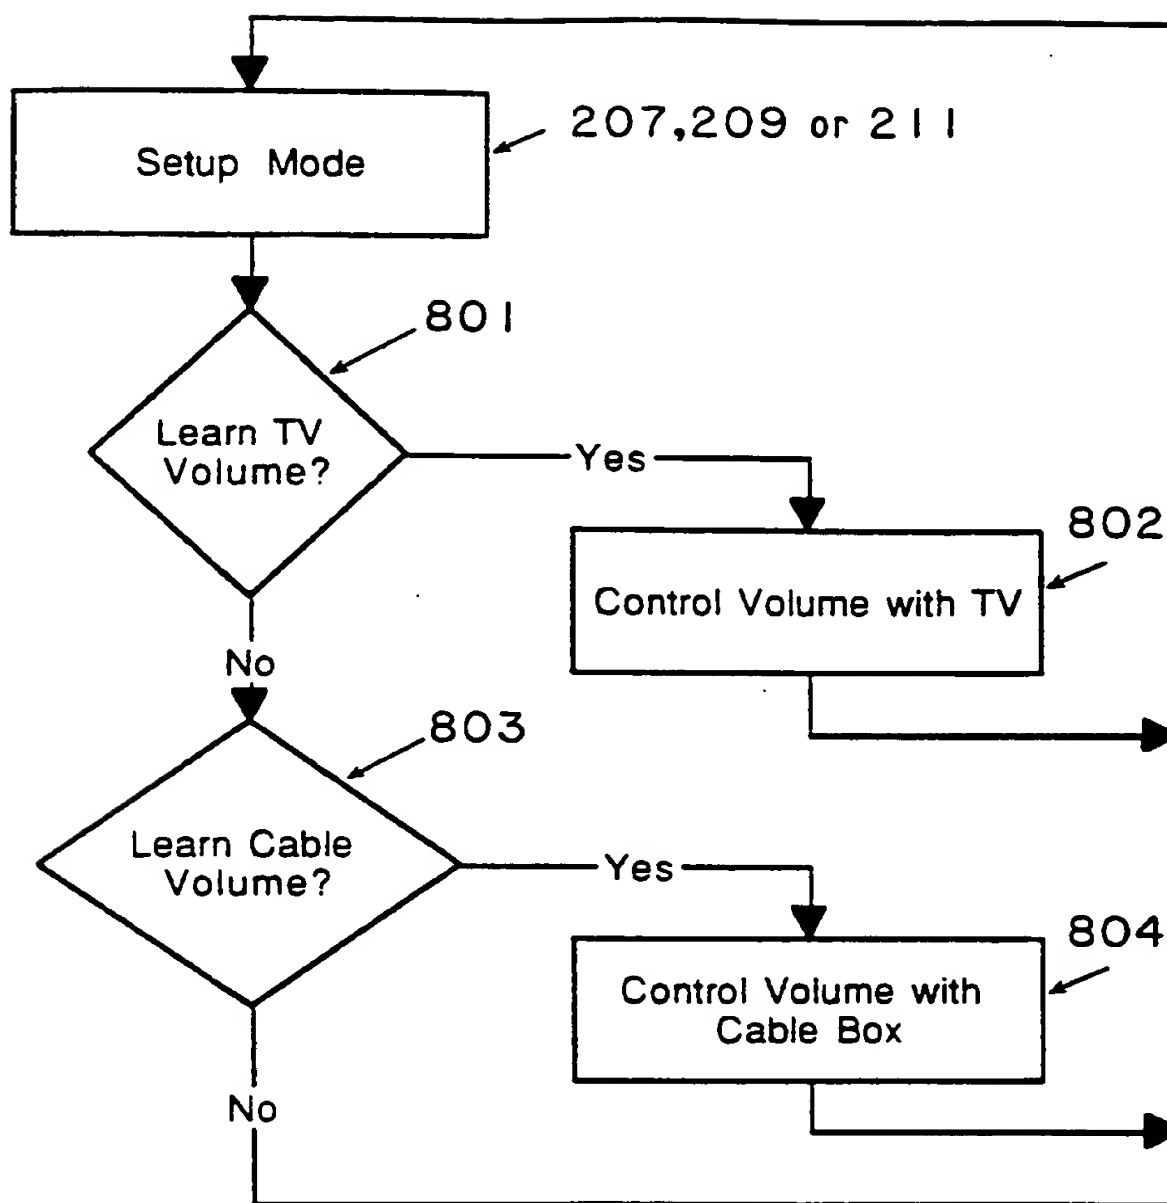 207,209 or 211
Setup Mode
801
Learn TV
Volume?
Yes
802
Control Volume with TV
No
803
Learn Cable
Volume?
Yes
804
Control Volume with
Cable Box
No